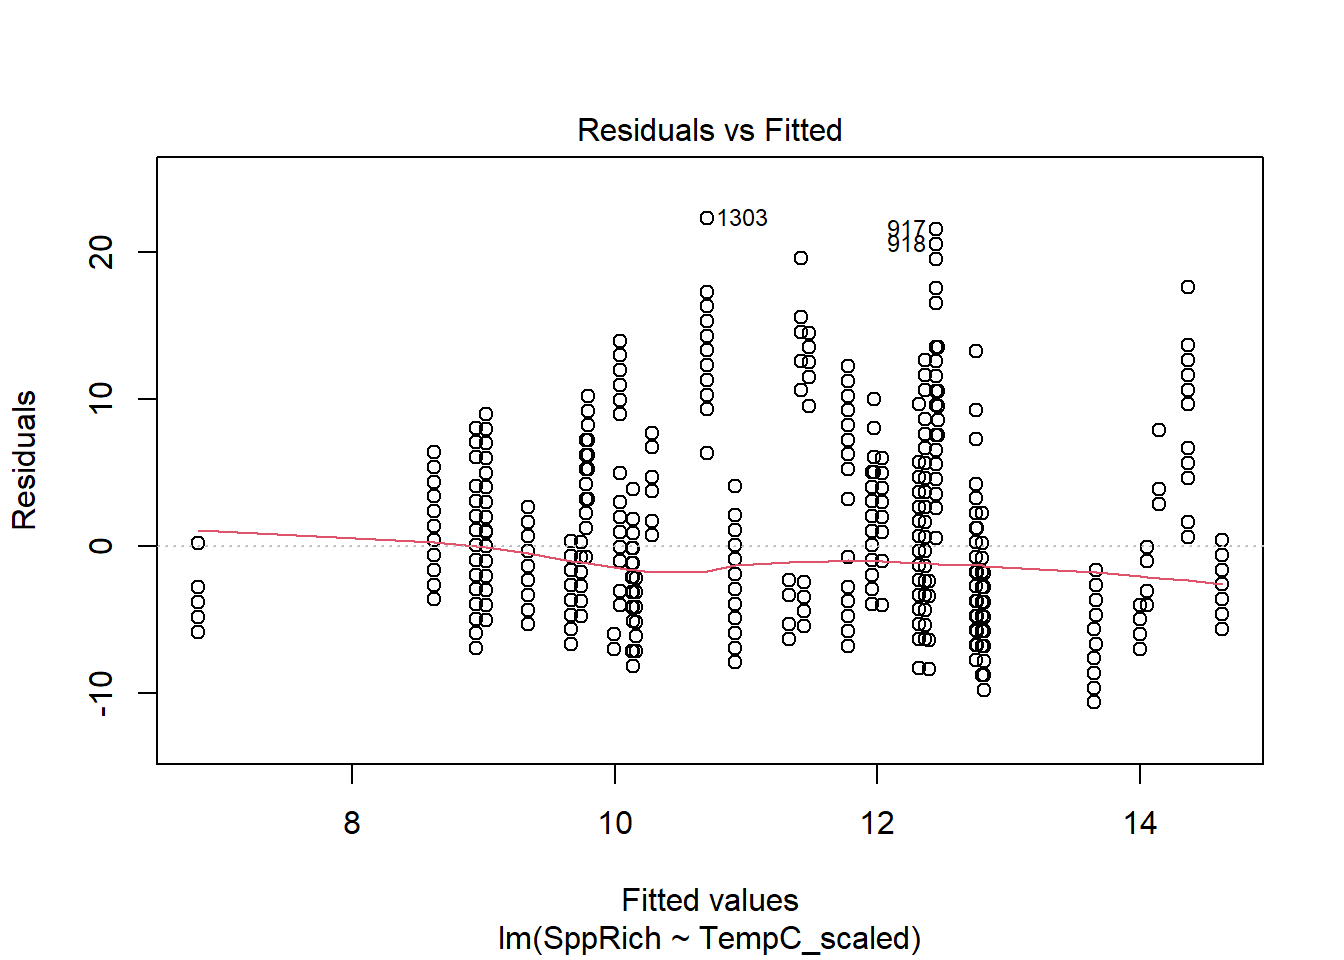 Residuals vs Fitted
Residuals
20
10
0
-10
1303
917
918
8 10 12 14
Fitted values
lm(SppRich ~ TempC_scaled)